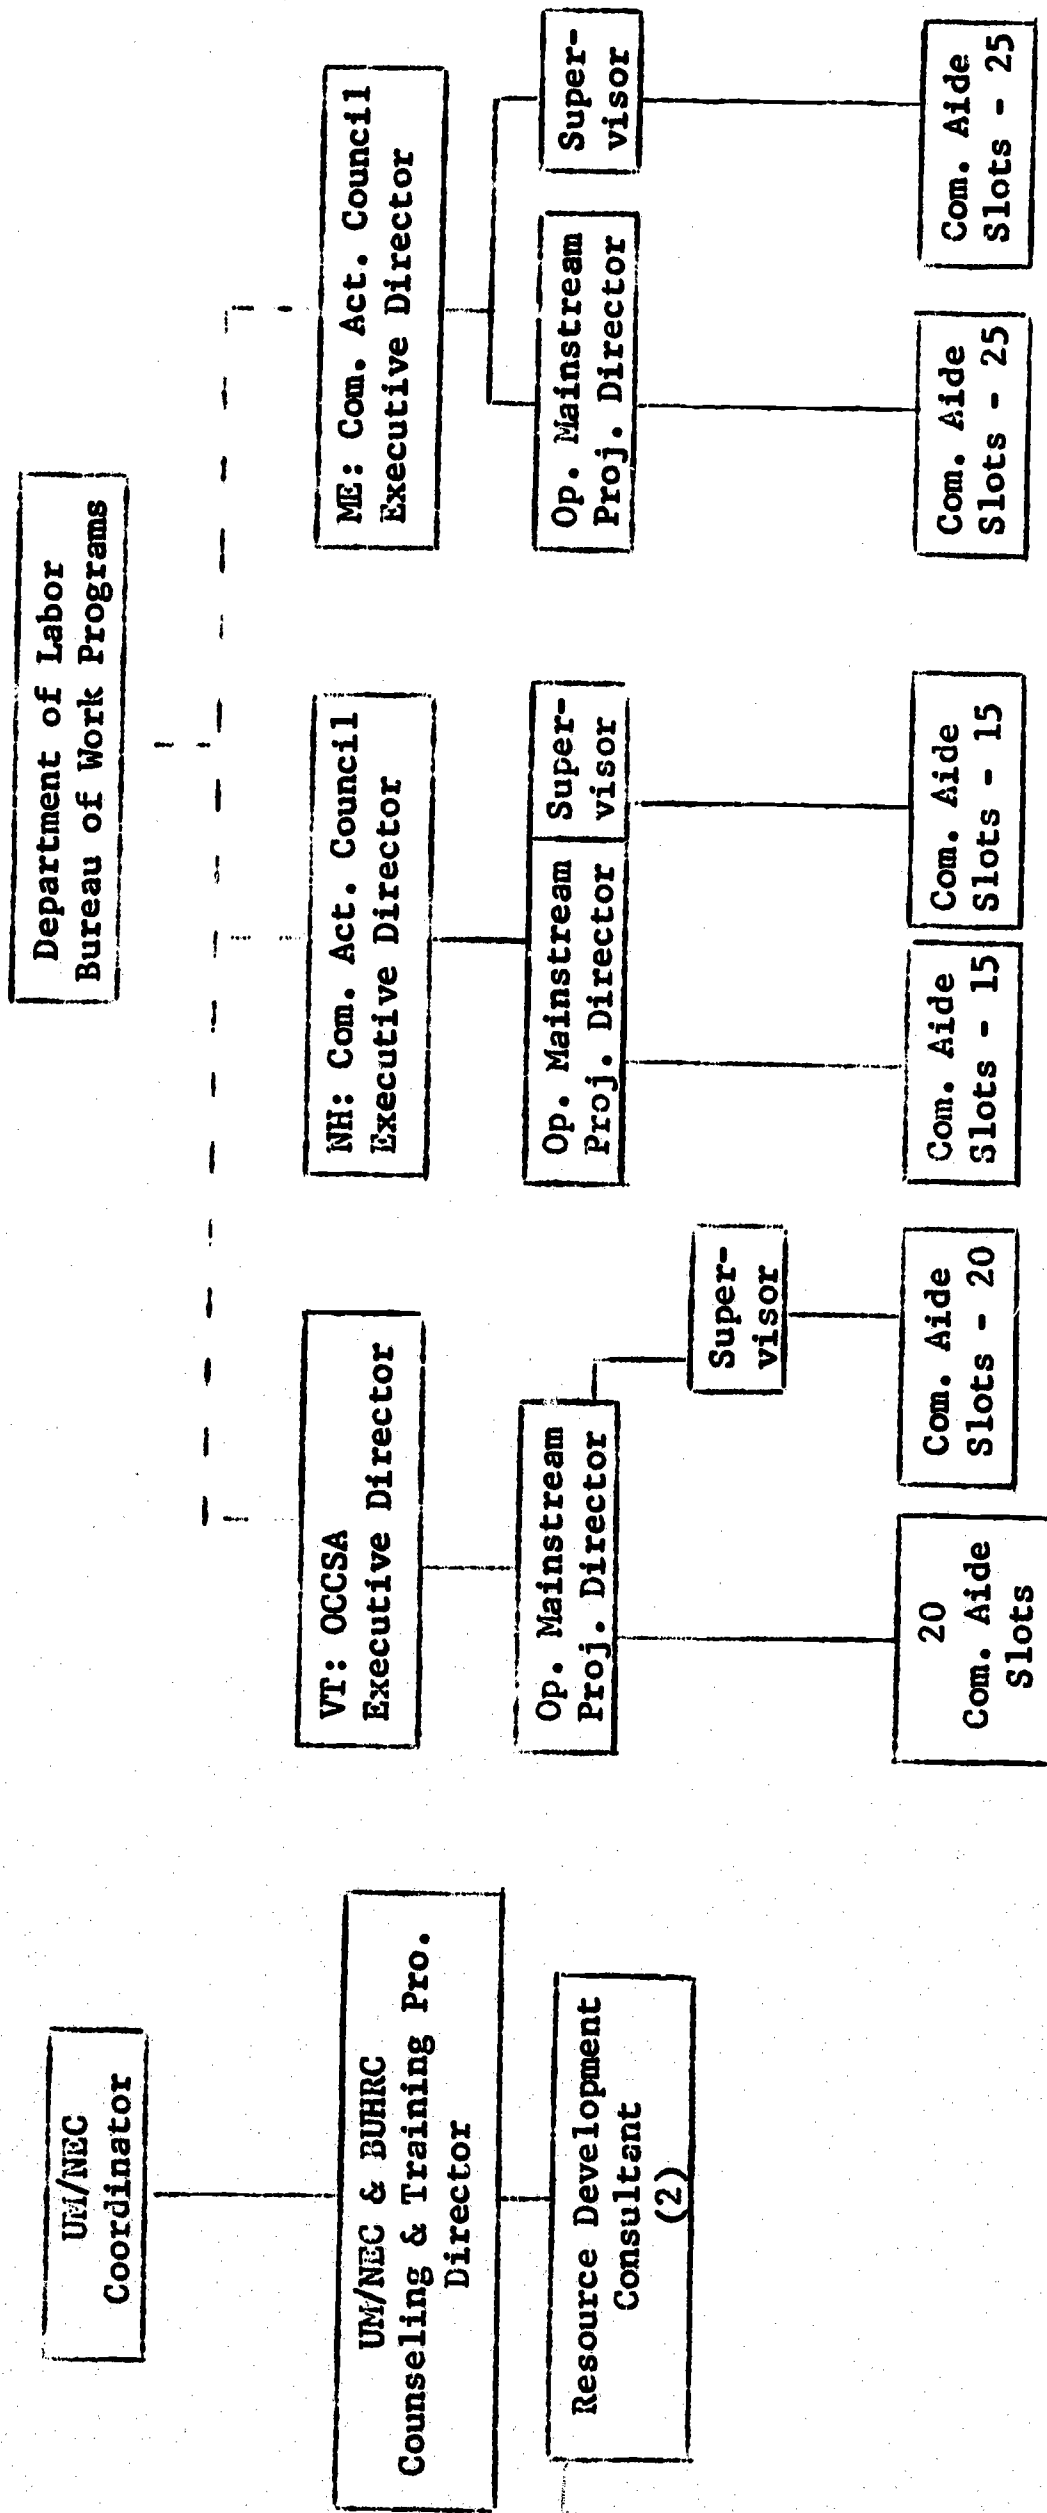 UM/NEC
Coordinator
UM/NEC & BUHRC
Counseling & Training Pro.
Director
Resource Development
Consultant
(2)
Department of Labor
Bureau of Work Programs
VT: OCCSA
Executive Director
Op. Mainstream
Proj. Director
Super-
visor
20
Com. Aide
Slots
Com. Aide
Slots - 20
NH: Com. Act. Council
Executive Director
Op. Mainstream
Proj. Director
Super-
visor
Com. Aide
Slots - 15
Com. Aide
Slots - 15
ME: Com. Act. Council
Executive Director
Op. Mainstream
Proj. Director
Super-
visor
Com. Aide
Slots - 25
Com. Aide
Slots - 25